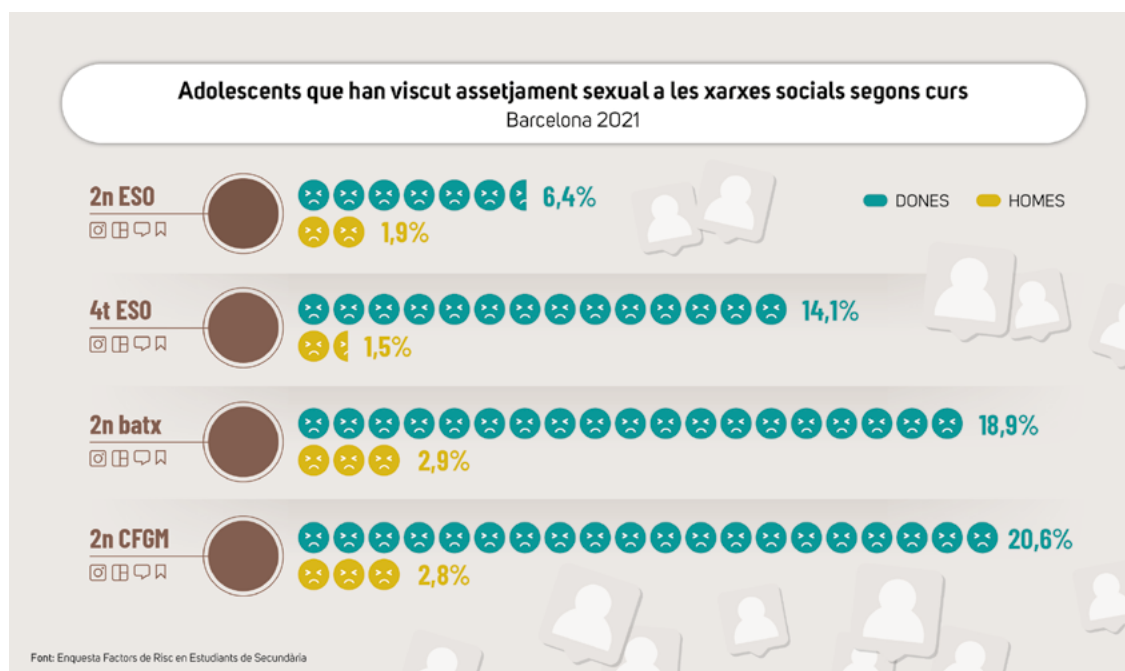 Adolescents que han viscut assetjament sexual a les xarxes socials segons curs
Barcelona 2021
DONES
HOMES
2n ESO
6,4%
1,9%
4t ESO
14,1%
1,5%
2n batx
18,9%
2,9%
2n CFGM
20,6%
2,8%
Font: Enquesta Factors de Risc en Estudiants de Secundària